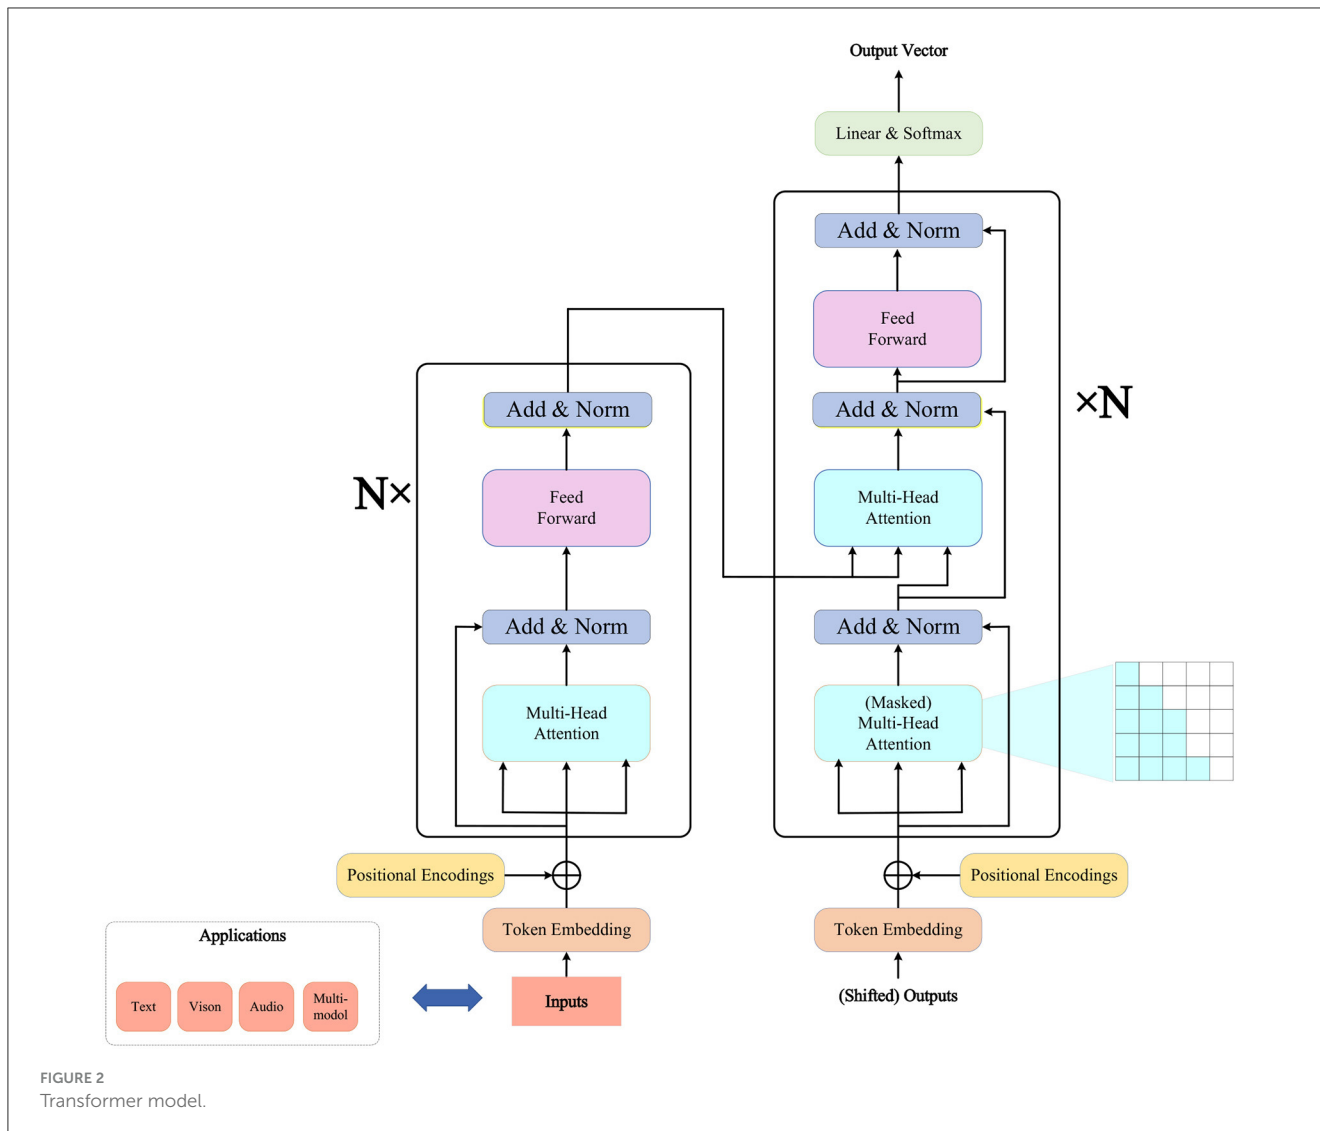 Output Vector
Linear & Softmax
Add & Norm
Feed
Forward
Add & Norm
Multi-Head
Attention
Add & Norm
(Masked)
Multi-Head
Attention
×N
Positional Encodings
Token Embedding
(Shifted) Outputs
Add & Norm
Feed
Forward
N×
Add & Norm
Multi-Head
Attention
Positional Encodings
Token Embedding
Inputs
Applications
Text
Vison
Audio
Multi-
modol
FIGURE 2
Transformer model.